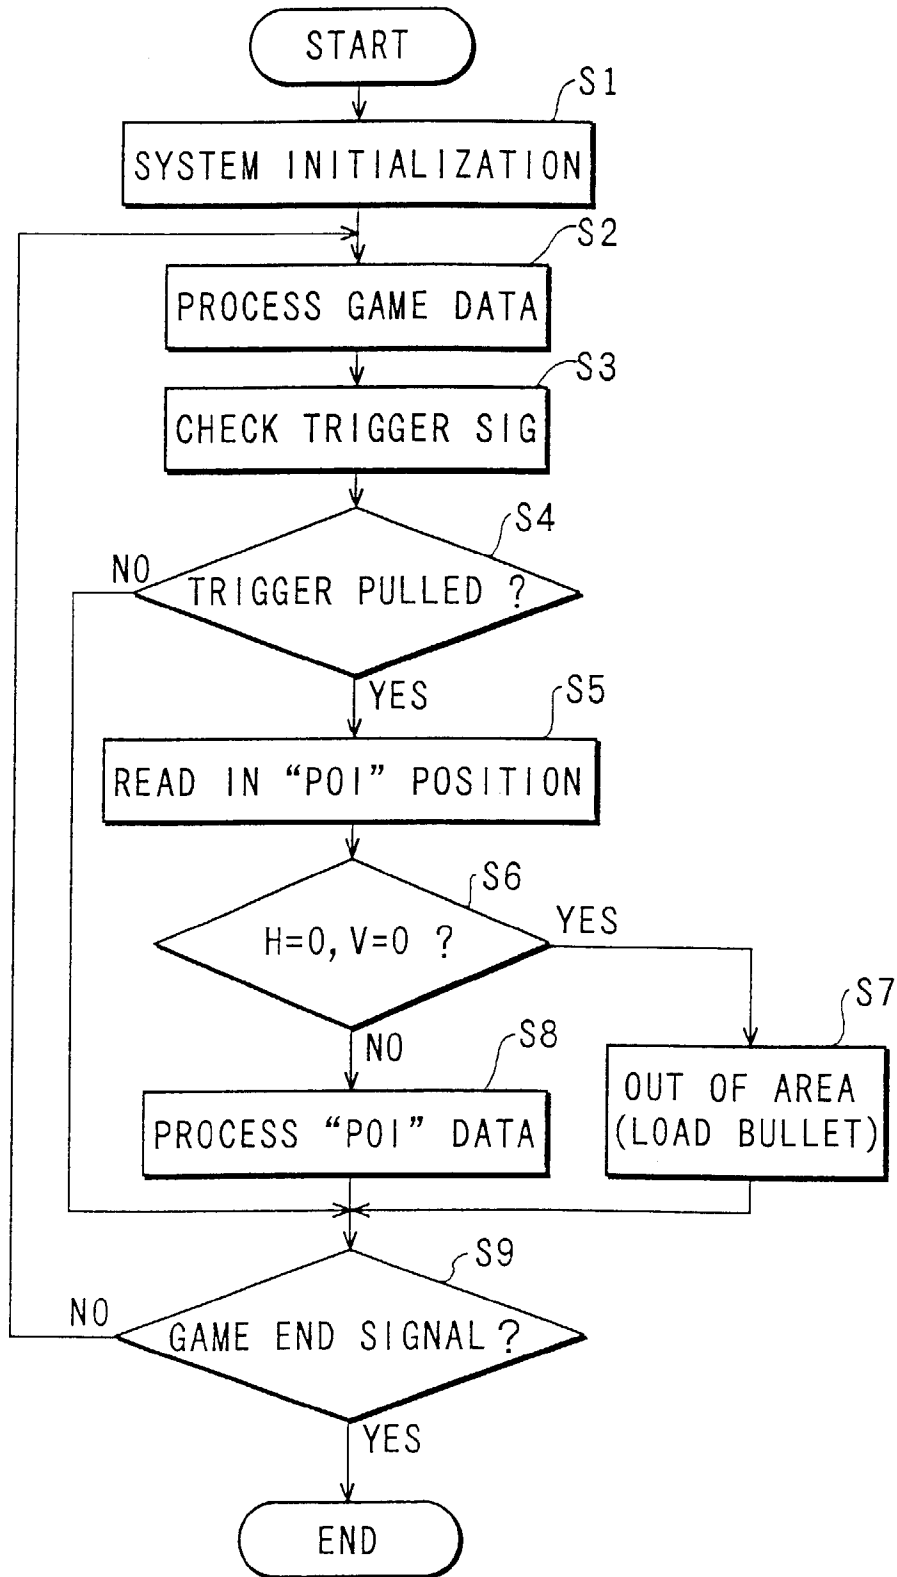 START
S1
SYSTEM INITIALIZATION
S2
PROCESS GAME DATA
S3
CHECK TRIGGER SIG
S4
NO
TRIGGER PULLED ?
YES
S5
READ IN “POI” POSITION
S6
H=0, V=0 ?
YES
S7
OUT OF AREA
(LOAD BULLET)
NO
S8
PROCESS “POI” DATA
S9
NO
GAME END SIGNAL ?
YES
END